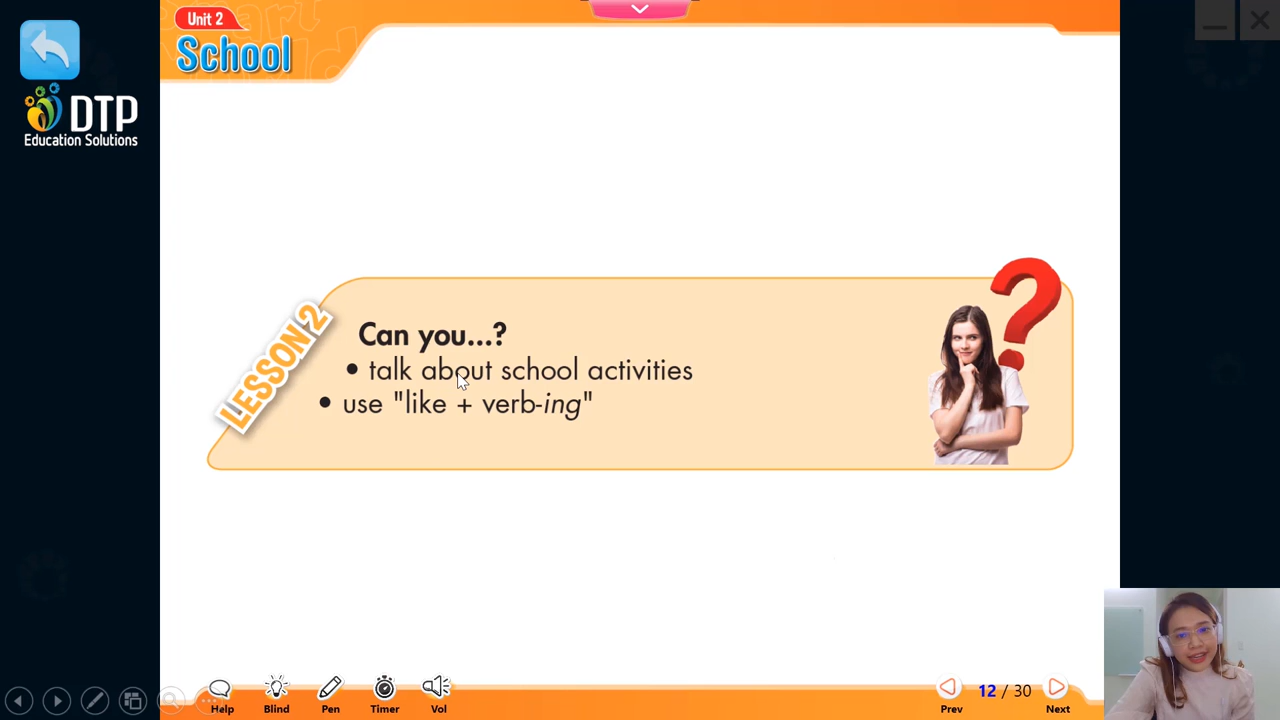 Unit 2
School
DTP
Education Solutions
LESSON 2
Can you...?
• talk about school activities
• use "like + verb-ing"
Help
Blind
Pen
Timer
Vol
Prev
12 / 30
Next